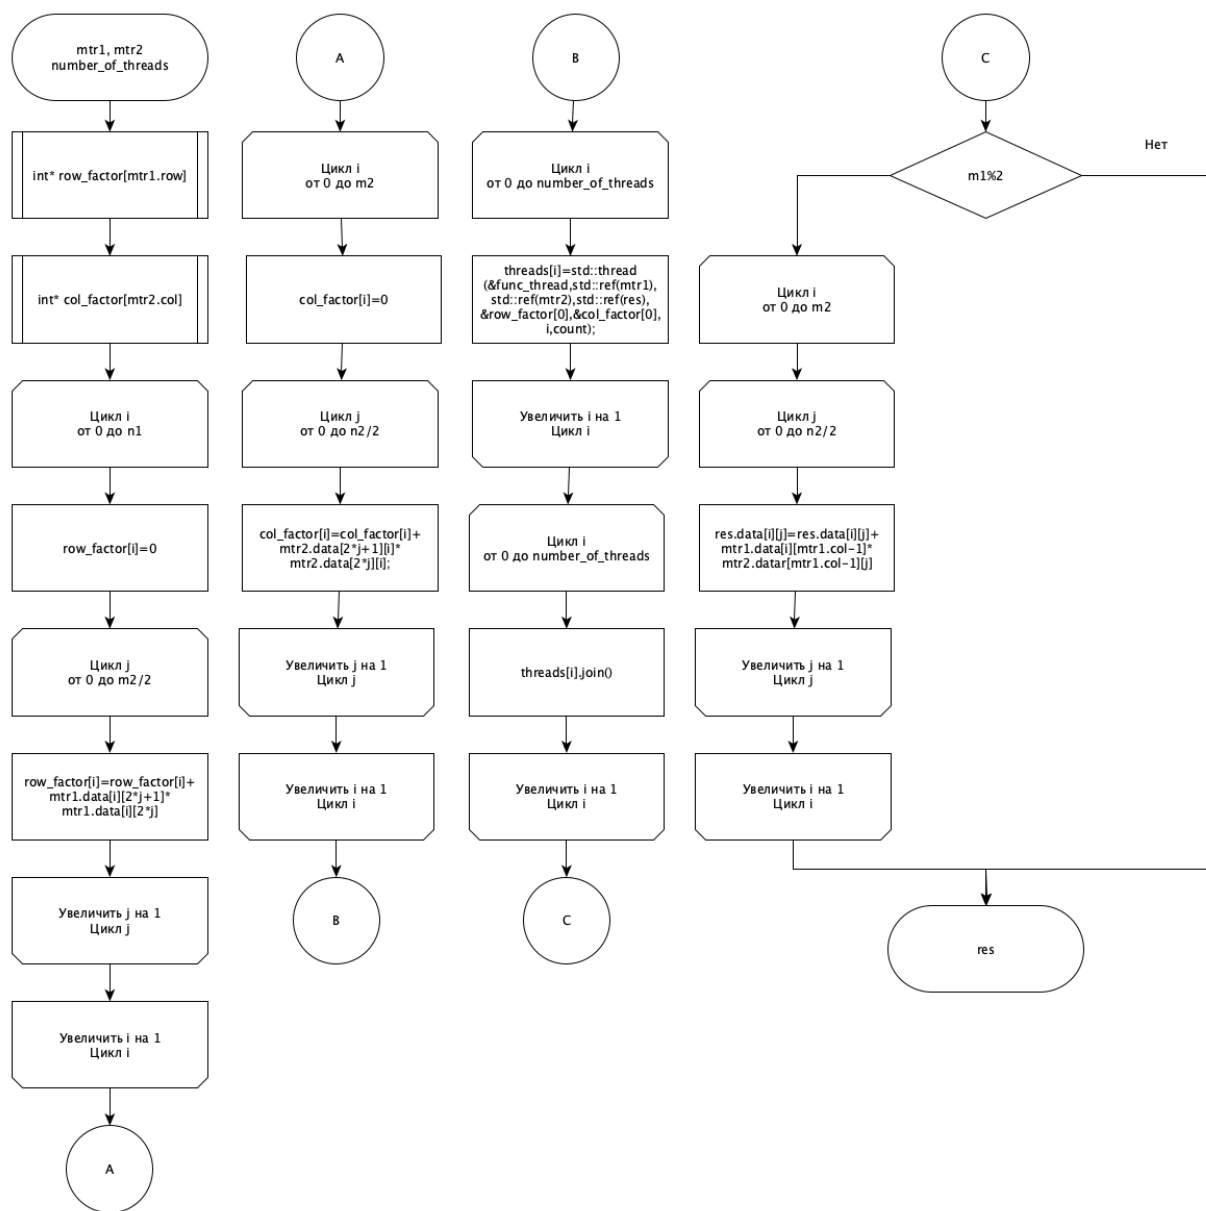 mtr1, mtr2
number_of_threads
int* row_factor[mtr1.row]
int* col_factor[mtr2.col]
Цикл i
от 0 до n1
row_factor[i]=0
Цикл j
от 0 до m2/2
row_factor[i]=row_factor[i]+
mtr1.data[i][2*j+1]*
mtr1.data[i][2*j]
Увеличить j на 1
Цикл j
Увеличить i на 1
Цикл i
A
A
Цикл i
от 0 до m2
col_factor[i]=0
Цикл j
от 0 до n2/2
col_factor[i]=col_factor[i]+
mtr2.data[2*j+1][i]*
mtr2.data[2*j][i];
Увеличить j на 1
Цикл j
Увеличить i на 1
Цикл i
B
B
Цикл i
от 0 до number_of_threads
threads[i]=std::thread
(&func_thread,std::ref(mtr1),
std::ref(mtr2),std::ref(res),
&row_factor[0],&col_factor[0],
i,count);
Увеличить i на 1
Цикл i
Цикл i
от 0 до number_of_threads
threads[i].join()
Увеличить i на 1
Цикл i
C
C
m1%2
Нет
Цикл i
от 0 до m2
Цикл j
от 0 до n2/2
res.data[i][j]=res.data[i][j]+
mtr1.data[i][mtr1.col-1]*
mtr2.datar[mtr1.col-1][j]
Увеличить j на 1
Цикл j
Увеличить i на 1
Цикл i
res